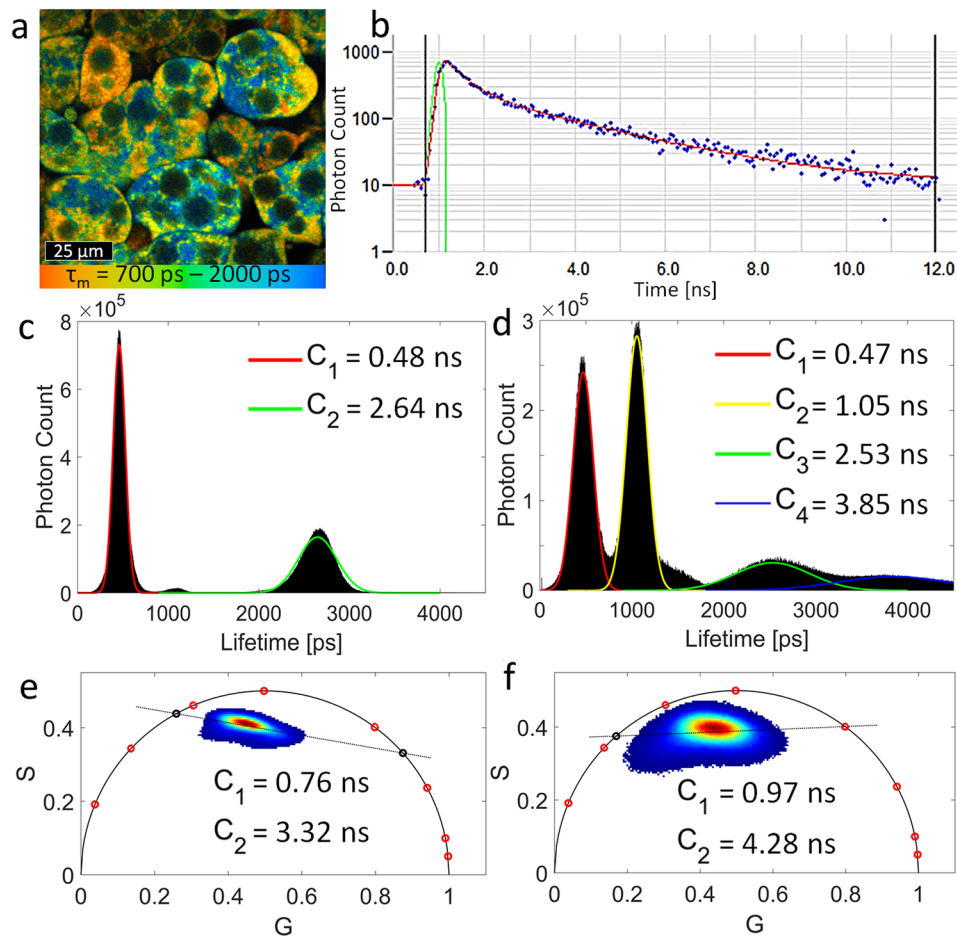 a
25 µm
τm = 700 ps – 2000 ps
b
Photon Count
1000
100
10
1
0.0 2.0 4.0 6.0 8.0 10.0 12.0
Time [ns]
c
×10⁵
Photon Count
8
6
4
2
0
0 1000 2000 3000 4000
Lifetime [ps]
C₁ = 0.48 ns
C₂ = 2.64 ns
d
×10⁵
Photon Count
3
2
1
0
0 1000 2000 3000 4000
Lifetime [ps]
C₁ = 0.47 ns
C₂ = 1.05 ns
C₃ = 2.53 ns
C₄ = 3.85 ns
e
S
0.4
0.2
0
0 0.2 0.4 0.6 0.8 1
G
C₁ = 0.76 ns
C₂ = 3.32 ns
f
S
0.4
0.2
0
0 0.2 0.4 0.6 0.8 1
G
C₁ = 0.97 ns
C₂ = 4.28 ns